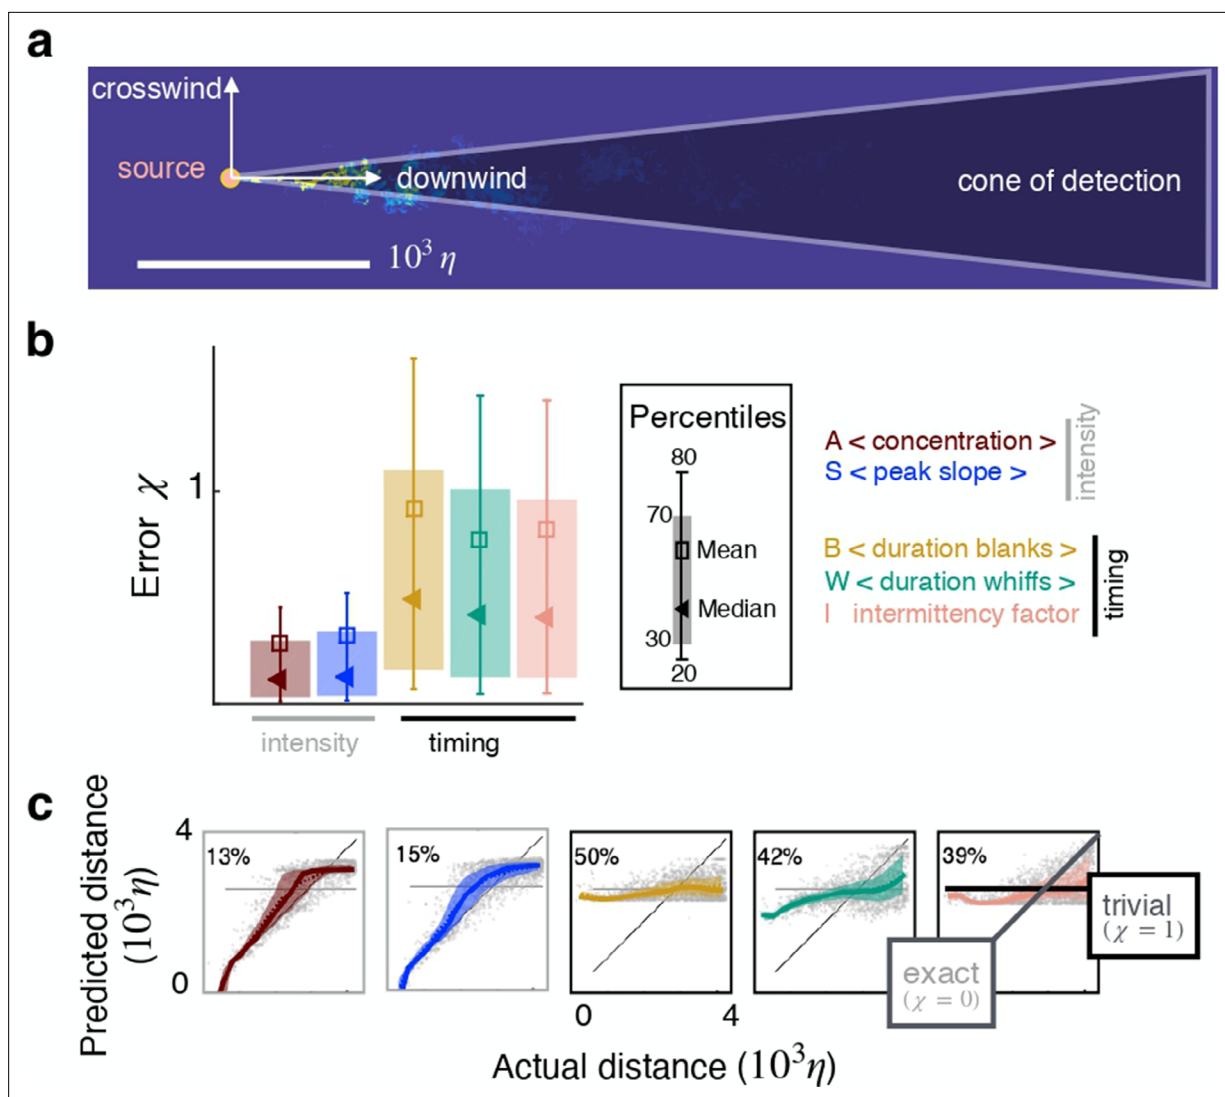 a
crosswind
source
downwind
cone of detection
10³ η
b
Error χ
1
intensity
timing
Percentiles
80
70
Mean
Median
30
20
A < concentration >
S < peak slope >
intensity
B < duration blanks >
W < duration whiffs >
I intermittency factor
timing
c
Predicted distance
(10³η)
4
0
13%
15%
50%
42%
39%
trivial
(χ = 1)
exact
(χ = 0)
0
4
Actual distance (10³η)